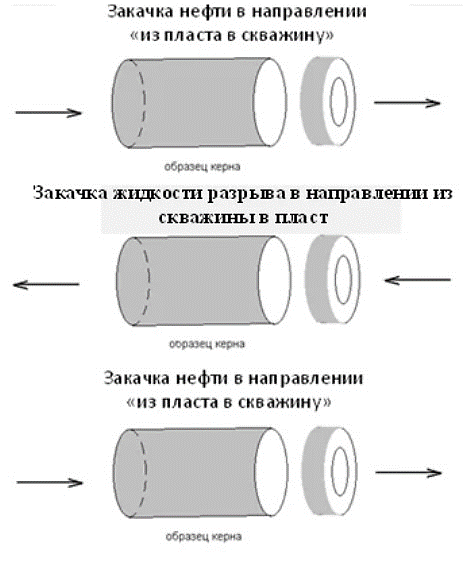 Закачка нефти в направлении
«из пласта в скважину»
образец керна
Закачка жидкости разрыва в направлении из
скважины в пласт
образец керна
Закачка нефти в направлении
«из пласта в скважину»
образец керна